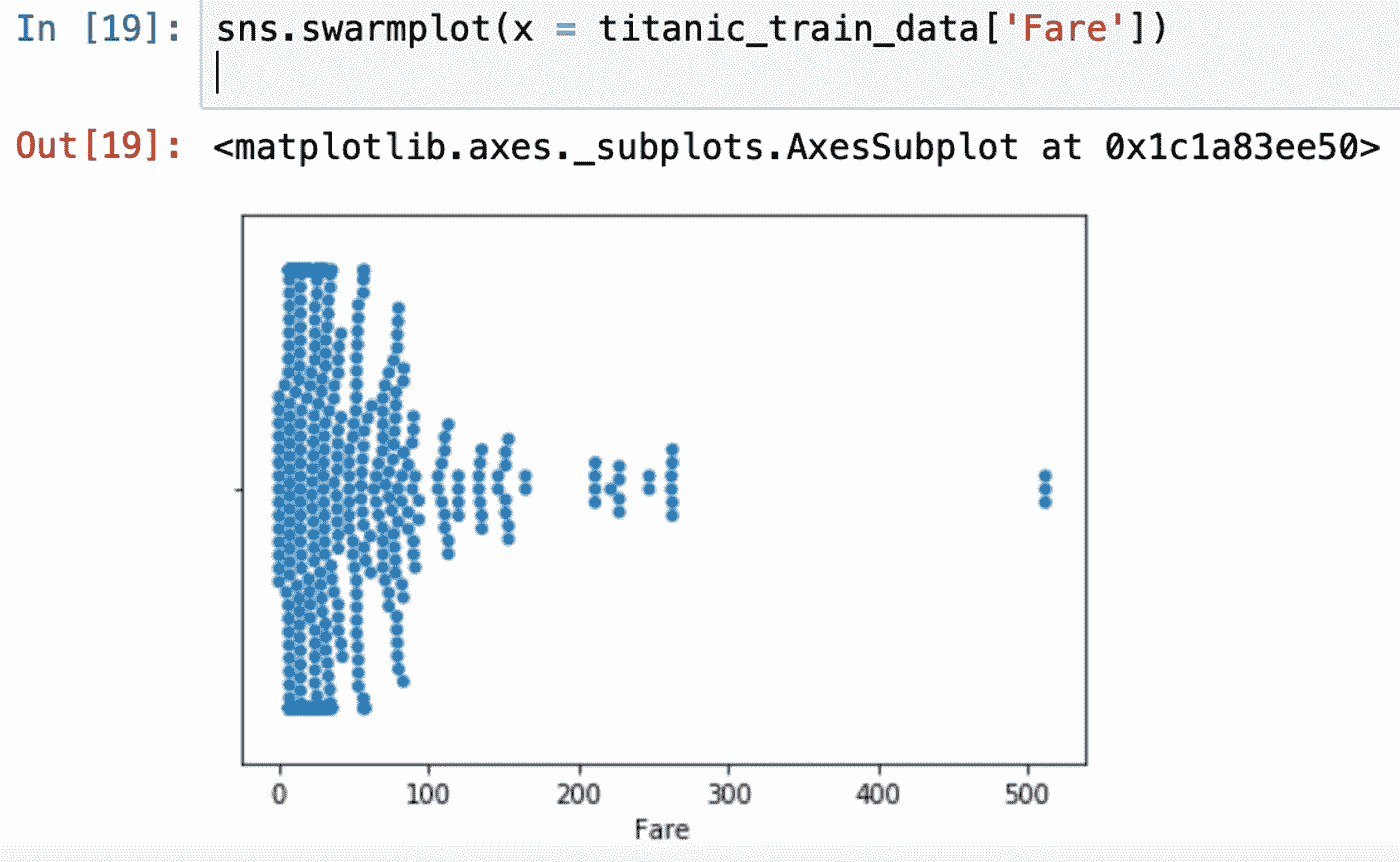 In [19]: sns.swarmplot(x = titanic_train_data['Fare'])
Out[19]: <matplotlib.axes._subplots.AxesSubplot at 0x1c1a83ee50>
0 100 200 300 400 500
Fare